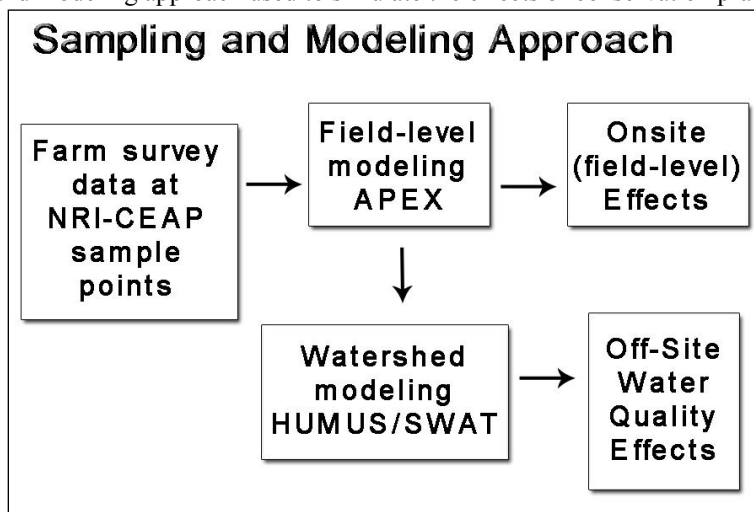 Sampling and Modeling Approach
Farm survey
data at
NRI-CEAP
sample
points
Field-level
modeling
APEX
Onsite
(field-level)
Effects
Watershed
modeling
HUMUS/SWAT
Off-Site
Water
Quality
Effects